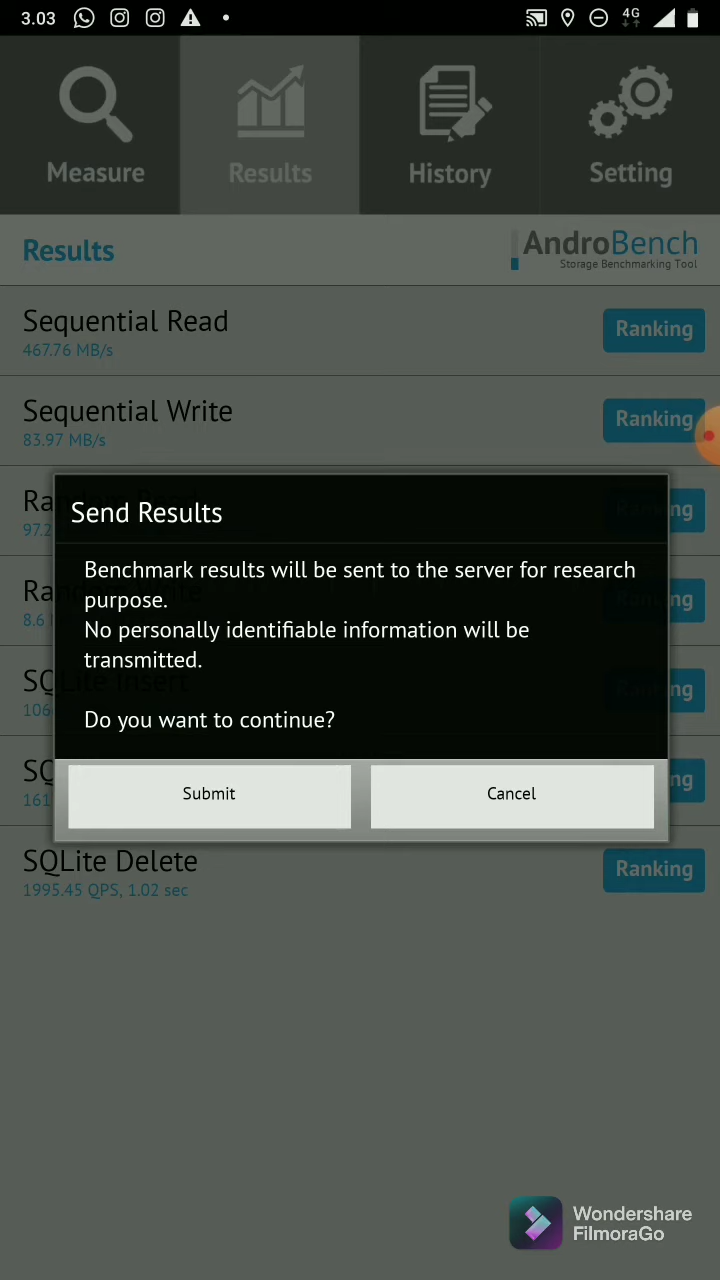 3.03
4G
Measure
Results
History
Setting
Results
AndroBench
Storage Benchmarking Tool
Sequential Read
467.76 MB/s
Ranking
Sequential Write
83.97 MB/s
Ranking
Send Results
Benchmark results will be sent to the server for research
purpose.
No personally identifiable information will be
transmitted.
Do you want to continue?
Submit
Cancel
SQLite Delete
1995.45 QPS, 1.02 sec
Ranking
Wondershare
FilmoraGo